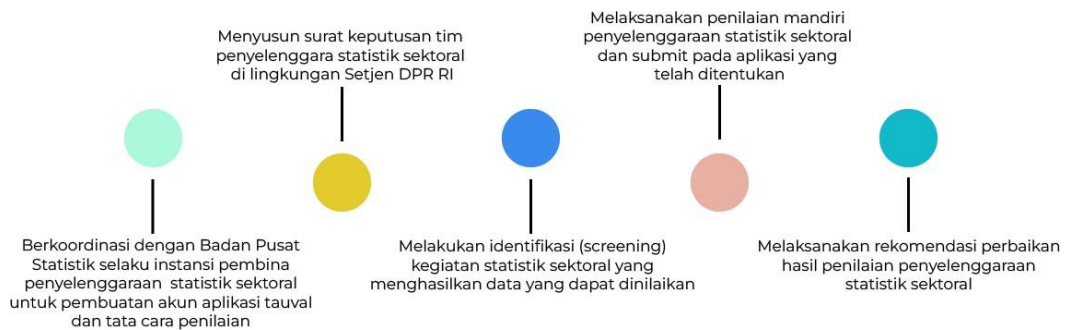 Berkoordinasi dengan Badan Pusat
Statistik selaku instansi pembina
penyelenggaraan statistik sektoral
untuk pembuatan akun aplikasi tauval
dan tata cara penilaian
Menyusun surat keputusan tim
penyelenggara statistik sektoral
di lingkungan Setjen DPR RI
Melakukan identifikasi (screening)
kegiatan statistik sektoral yang
menghasilkan data yang dapat dinilaikan
Melaksanakan penilaian mandiri
penyelenggaraan statistik sektoral
dan submit pada aplikasi yang
telah ditentukan
Melaksanakan rekomendasi perbaikan
hasil penilaian penyelenggaraan
statistik sektoral